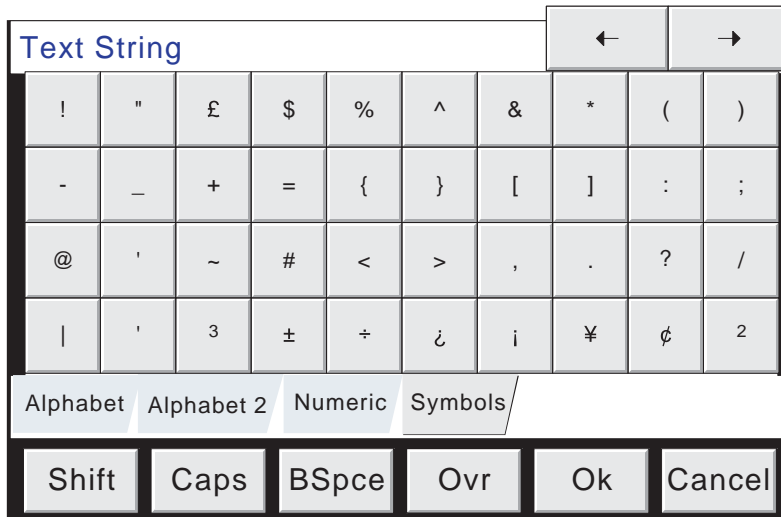 Text String ← →
! " £ $ % ^ & * ( )
- _ + = { } [ ] : ;
@ ' ~ # < > , . ? /
| ' ³ ± ÷ ¿ ¡ ¥ ¢ ²
Alphabet Alphabet 2 Numeric Symbols
Shift Caps BSpce Ovr Ok Cancel